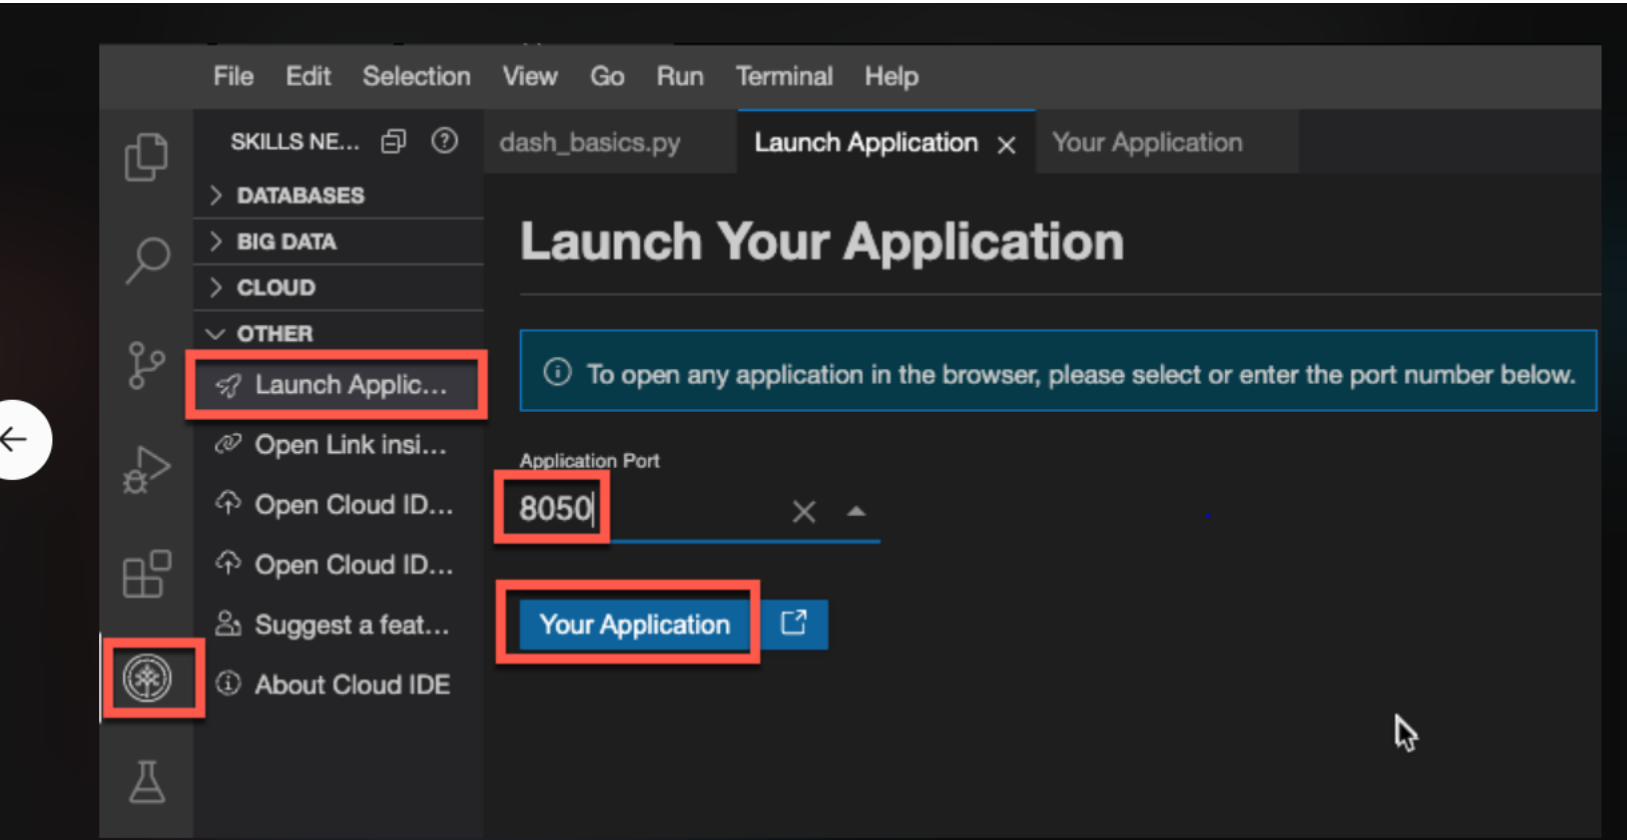 File Edit Selection View Go Run Terminal Help
SKILLS NE...
dash_basics.py Launch Application Your Application
DATABASES
BIG DATA
CLOUD
OTHER
Launch Applic...
Open Link insi...
Open Cloud ID...
Open Cloud ID...
Suggest a feat...
About Cloud IDE
Launch Your Application
To open any application in the browser, please select or enter the port number below.
Application Port
8050
Your Application